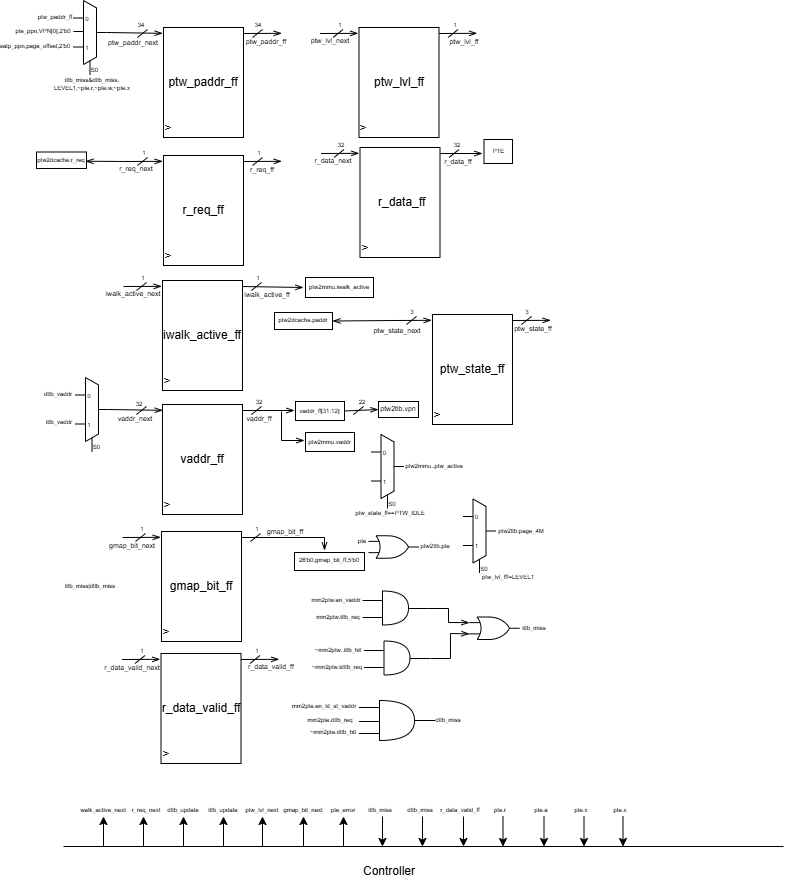 ptw_paddr_ff
0
34
34
pte_ppn,VPN[0],2'b0
ptw_paddr_next
ptw_paddr_ff
satp_ppn,page_offset,2'b0
1
S0
itlb_miss&dtlb_miss,
LEVEL1,~pte.r,~pte.w,~pte.x
ptw_paddr_ff
>
1
1
ptw_lvl_next
ptw_lvl_ff
ptw_lvl_ff
>
ptw2dcache.r_req
1
1
r_req_next
r_req_ff
r_req_ff
>
32
32
r_data_next
r_data_ff
PTE
r_data_ff
>
1
1
iwalk_active_next
iwalk_active_ff
ptw2mmu.iwalk_active
iwalk_active_ff
>
ptw2dcache.paddr
3
3
ptw_state_next
ptw_state_ff
ptw_state_ff
>
dtlb_vaddr
0
itlb_vaddr
1
S0
32
32
vaddr_next
vaddr_ff
vaddr_ff[31:12]
22
ptw2tlb.vpn
ptw2mmu.vaddr
vaddr_ff
>
0
1
ptw2mmu..ptw_active
S0
ptw_state_ff==PTW_IDLE
1
1
gmap_bit_next
gmap_bit_ff
26'b0,gmap_bit_ff,5'b0
gmap_bit_ff
>
pte
ptw2tlb.pte
0
1
ptw2tlb.page_4M
S0
ptw_lvl_ff=LEVEL1
itlb_miss|dtlb_miss
mm2ptw.en_vaddr
mm2ptw.itlb_req
~mm2ptw..itlb_hit
~mm2ptw.idtlb_req
itlb_miss
1
1
r_data_valid_next
r_data_valid_ff
r_data_valid_ff
>
mm2ptw.en_ld_st_vaddr
mm2ptw.dtlb_req
~mm2ptw.dtlb_hit
dtlb_miss
walk_active_next
r_req_next
dtlb_update
itlb_update
ptw_lvl_next
gmap_bit_next
pte_error
itlb_miss
dtlb_miss
r_data_valid_ff
pte.r
pte.a
pte.x
pte.x
Controller